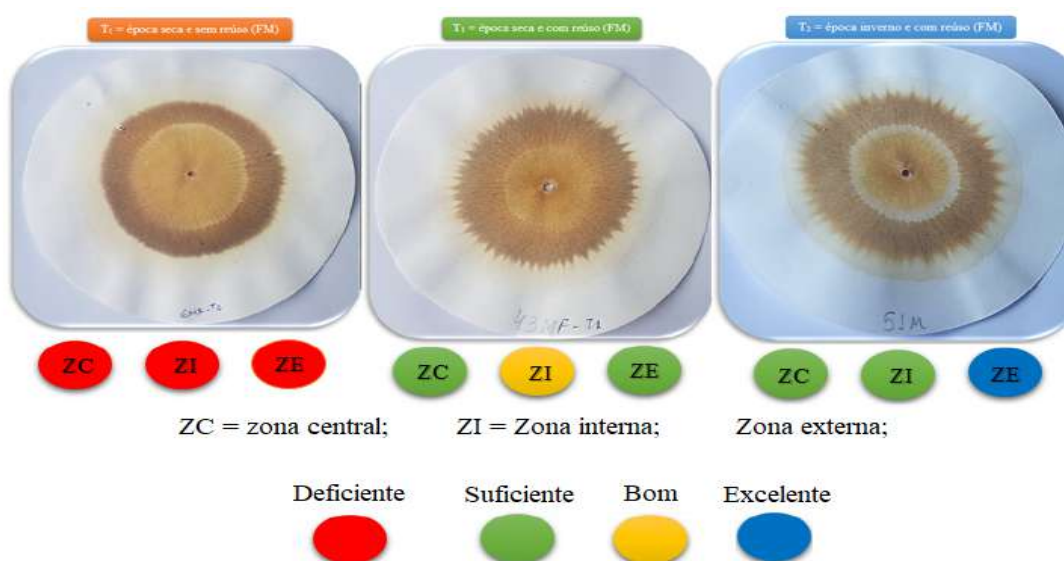 T₀ = época seca e sem reúso (FM)
T₁ = época seca e com reúso (FM)
T₂ = época inverno e com reúso (FM)
43MF-T1
51M
ZC ZI ZE
ZC ZI ZE
ZC ZI ZE
ZC = zona central; ZI = Zona interna; Zona externa;
Deficiente Suficiente Bom Excelente